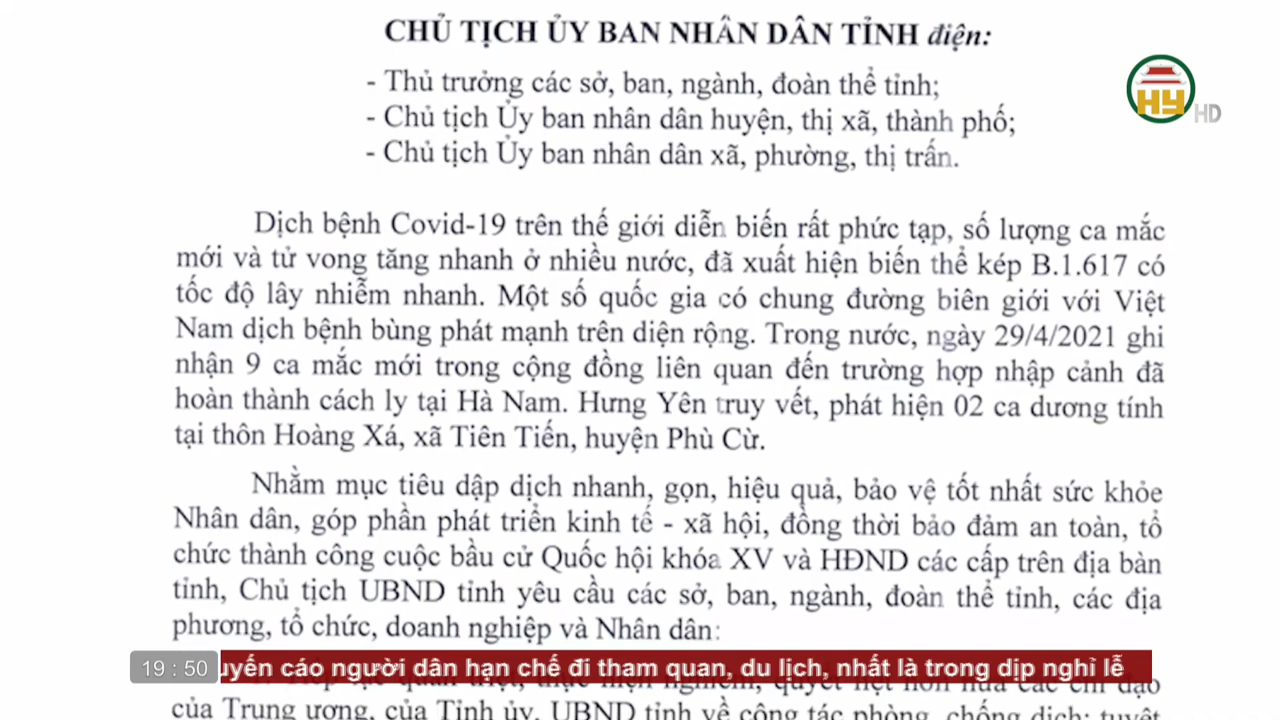 CHỦ TỊCH ỦY BAN NHÂN DÂN TỈNH điện:
- Thủ trưởng các sở, ban, ngành, đoàn thể tỉnh;
- Chủ tịch Ủy ban nhân dân huyện, thị xã, thành phố;
- Chủ tịch Ủy ban nhân dân xã, phường, thị trấn.
HY HD
Dịch bệnh Covid-19 trên thế giới diễn biến rất phức tạp, số lượng ca mắc
mới và tử vong tăng nhanh ở nhiều nước, đã xuất hiện biến thể kép B.1.617 có
tốc độ lây nhiễm nhanh. Một số quốc gia có chung đường biên giới với Việt
Nam dịch bệnh bùng phát mạnh trên diện rộng. Trong nước, ngày 29/4/2021 ghi
nhận 9 ca mắc mới trong cộng đồng liên quan đến trường hợp nhập cảnh đã
hoàn thành cách ly tại Hà Nam. Hưng Yên truy vết, phát hiện 02 ca dương tính
tại thôn Hoàng Xá, xã Tiên Tiến, huyện Phù Cừ.
Nhằm mục tiêu dập dịch nhanh, gọn, hiệu quả, bảo vệ tốt nhất sức khỏe
Nhân dân, góp phần phát triển kinh tế - xã hội, đồng thời bảo đảm an toàn, tổ
chức thành công cuộc bầu cử Quốc hội khóa XV và HĐND các cấp trên địa bàn
tỉnh, Chủ tịch UBND tỉnh yêu cầu các sở, ban, ngành, đoàn thể tỉnh, các địa
phương, tổ chức, doanh nghiệp và Nhân dân:
19 : 50 uyến cáo người dân hạn chế đi tham quan, du lịch, nhất là trong dịp nghỉ lễ
của Trung ương, của Tỉnh ủy, UBND tỉnh về công tác phòng, chống dịch; tuyệt